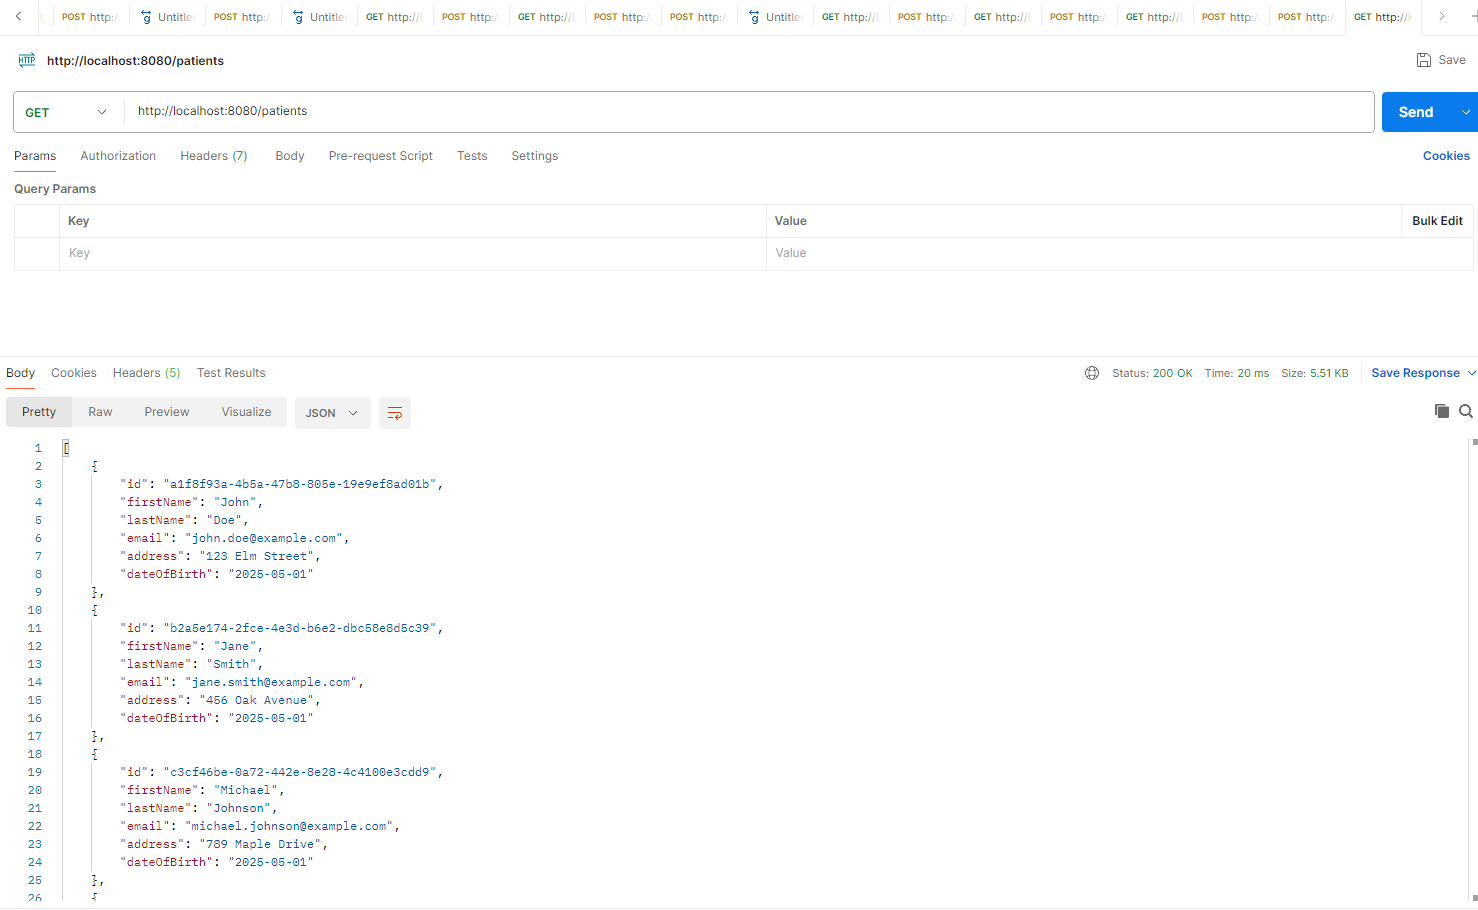 POST http:/ Untitle POST http:/ Untitle GET http://l POST http:/ GET http://l POST http:/ POST http:/ Untitle GET http://l POST http:/ GET http://l POST http:/ GET http://l POST http:/ POST http:/ GET http://l
HTTP http://localhost:8080/patients Save
GET http://localhost:8080/patients Send
Params Authorization Headers (7) Body Pre-request Script Tests Settings Cookies
Query Params
Key Value Bulk Edit
Key Value
Body Cookies Headers (5) Test Results Status: 200 OK Time: 20 ms Size: 5.51 KB Save Response
Pretty Raw Preview Visualize JSON
1 [
2 {
3 "id": "a1f8f93a-4b5a-47b8-805e-19e9ef8ad01b",
4 "firstName": "John",
5 "lastName": "Doe",
6 "email": "john.doe@example.com",
7 "address": "123 Elm Street",
8 "dateOfBirth": "2025-05-01"
9 },
10 {
11 "id": "b2a5e174-2fce-4e3d-b6e2-dbc58e8d5c39",
12 "firstName": "Jane",
13 "lastName": "Smith",
14 "email": "jane.smith@example.com",
15 "address": "456 Oak Avenue",
16 "dateOfBirth": "2025-05-01"
17 },
18 {
19 "id": "c3cf46be-0a72-442e-8e28-4c4100e3cdd9",
20 "firstName": "Michael",
21 "lastName": "Johnson",
22 "email": "michael.johnson@example.com",
23 "address": "789 Maple Drive",
24 "dateOfBirth": "2025-05-01"
25 },
26 {